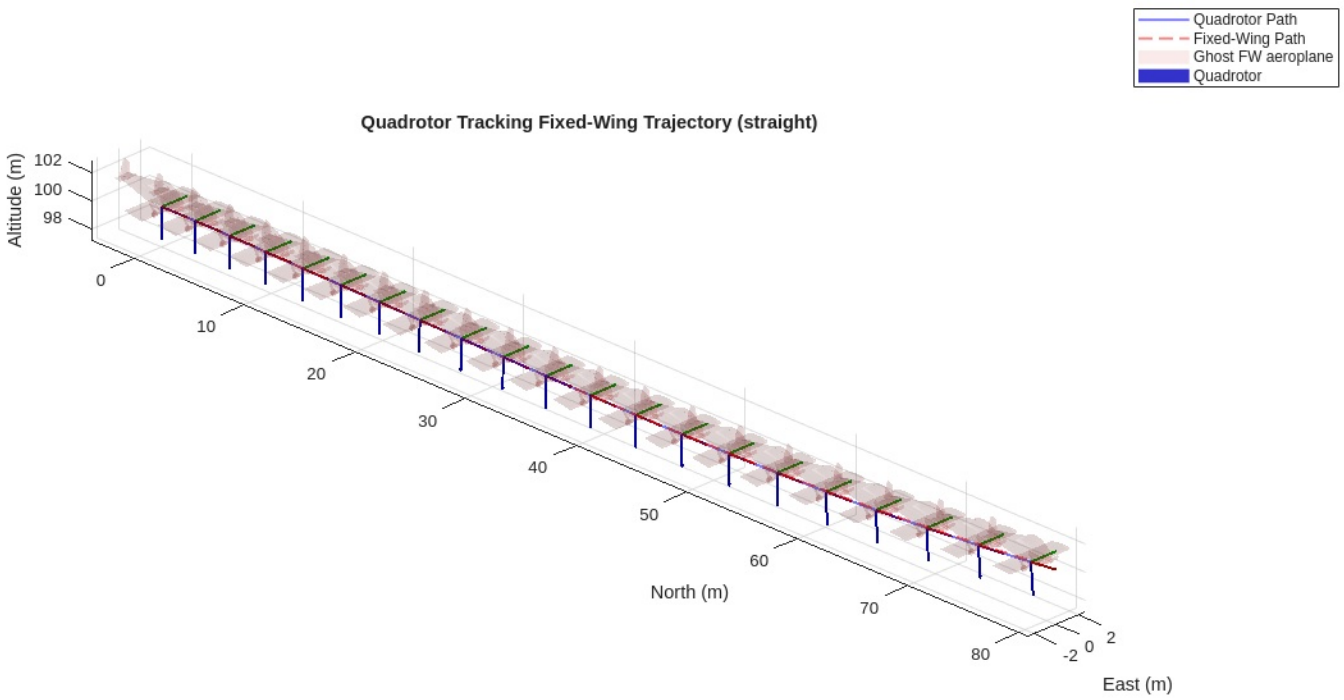 Quadrotor Path
Fixed-Wing Path
Ghost FW aeroplane
Quadrotor
Quadrotor Tracking Fixed-Wing Trajectory (straight)
Altitude (m)
102
100
98
0
10
20
30
40
50
60
70
80
North (m)
-2
0
2
East (m)